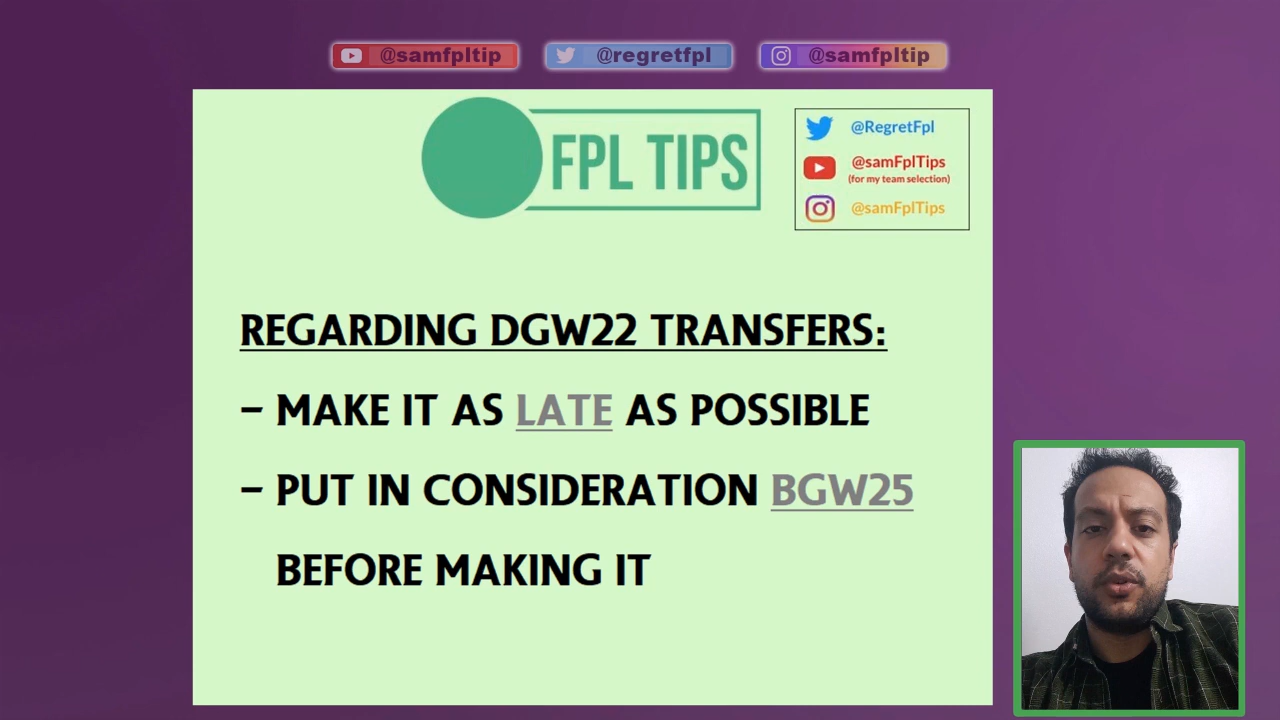 @samfpltip @regretfpl @samfpltip
FPL TIPS
@RegretFpl
@samFplTips
(for my team selection)
@samFplTips
REGARDING DGW22 TRANSFERS:
– MAKE IT AS LATE AS POSSIBLE
– PUT IN CONSIDERATION BGW25
BEFORE MAKING IT